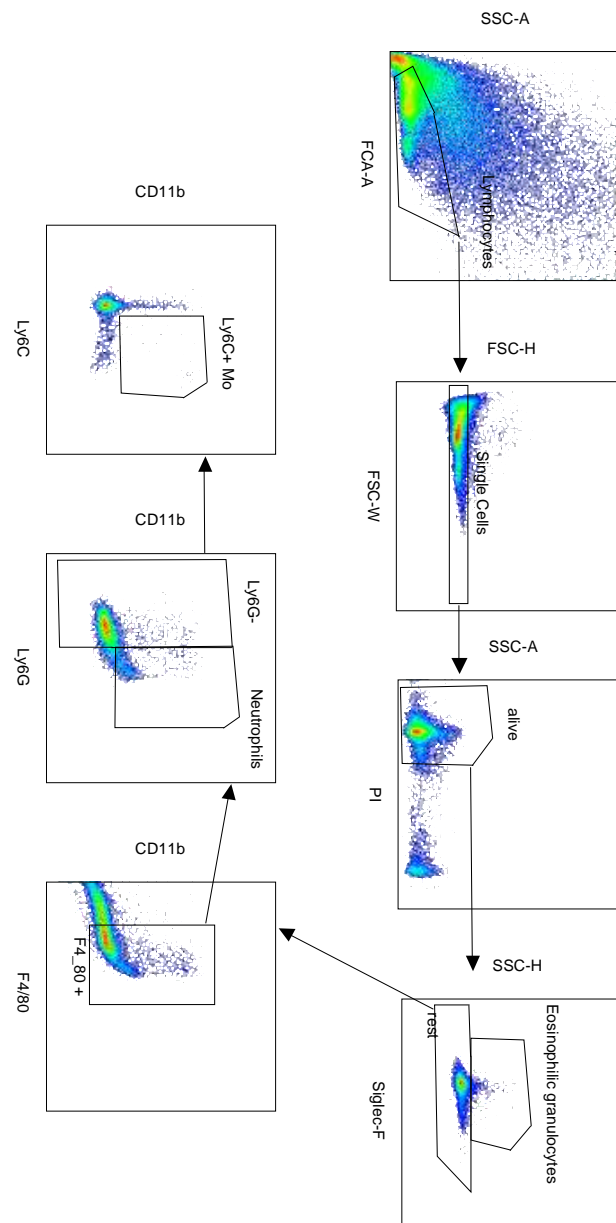 SSC-A
FCA-A
Lymphocytes
FSC-H
FSC-W
Single Cells
SSC-A
PI
alive
SSC-H
Siglec-F
rest
Eosinophilic granulocytes
CD11b
F4/80
F4_80 +
CD11b
Ly6G
Ly6G-
Neutrophils
CD11b
Ly6C
Ly6C+ Mo